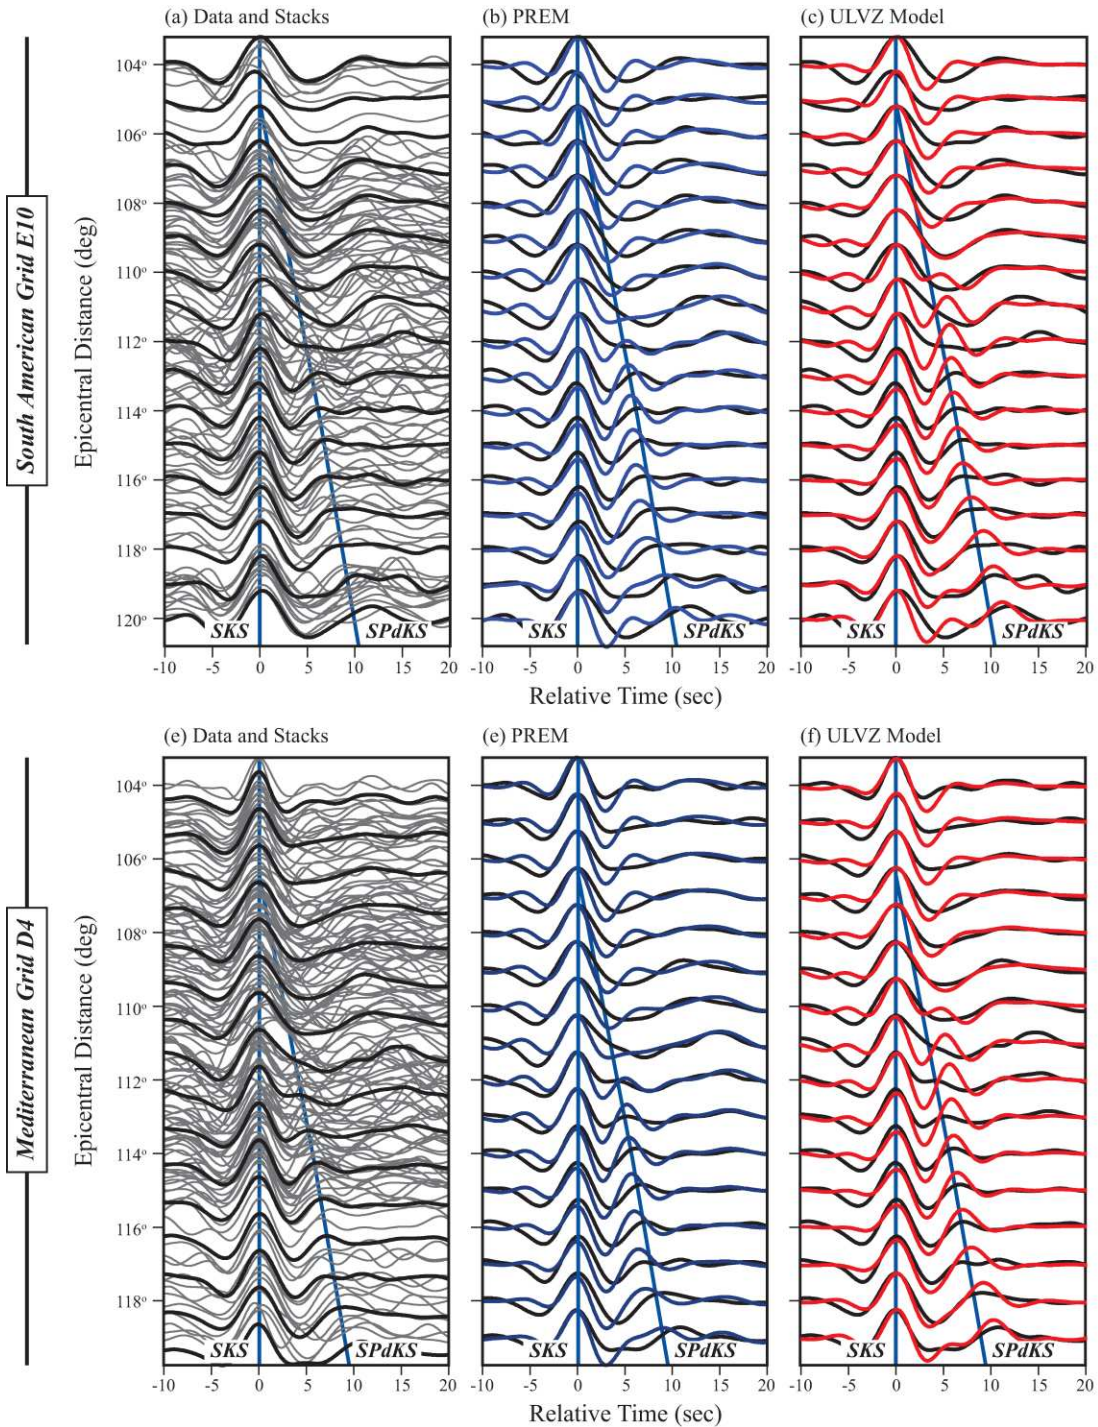 (a) Data and Stacks
(b) PREM
(c) ULVZ Model
South American Grid E10
Epicentral Distance (deg)
104°
106°
108°
110°
112°
114°
116°
118°
120°
SKS
SPdKS
SKS
SPdKS
SKS
SPdKS
-10 -5 0 5 10 15 20
-10 -5 0 5 10 15 20
-10 -5 0 5 10 15 20
Relative Time (sec)
(e) Data and Stacks
(e) PREM
(f) ULVZ Model
Mediterranean Grid D4
Epicentral Distance (deg)
104°
106°
108°
110°
112°
114°
116°
118°
SKS
SPdKS
SKS
SPdKS
SKS
SPdKS
-10 -5 0 5 10 15 20
-10 -5 0 5 10 15 20
-10 -5 0 5 10 15 20
Relative Time (sec)